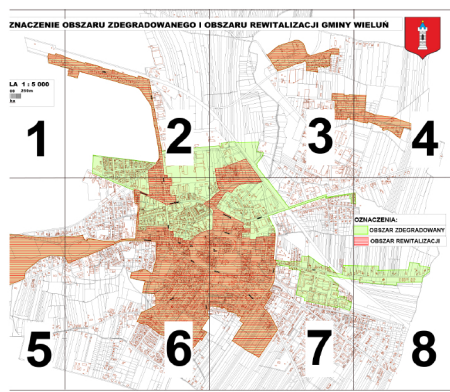 ZNACZENIE OBSZARU ZDEGRADOWANEGO I OBSZARU REWITALIZACJI GMINY WIELUŃ
LA 1 : 5 000
1
2
3
4
OZNACZENIA:
OBSZAR ZDEGRADOWANY
OBSZAR REWITALIZACJI
5
6
7
8